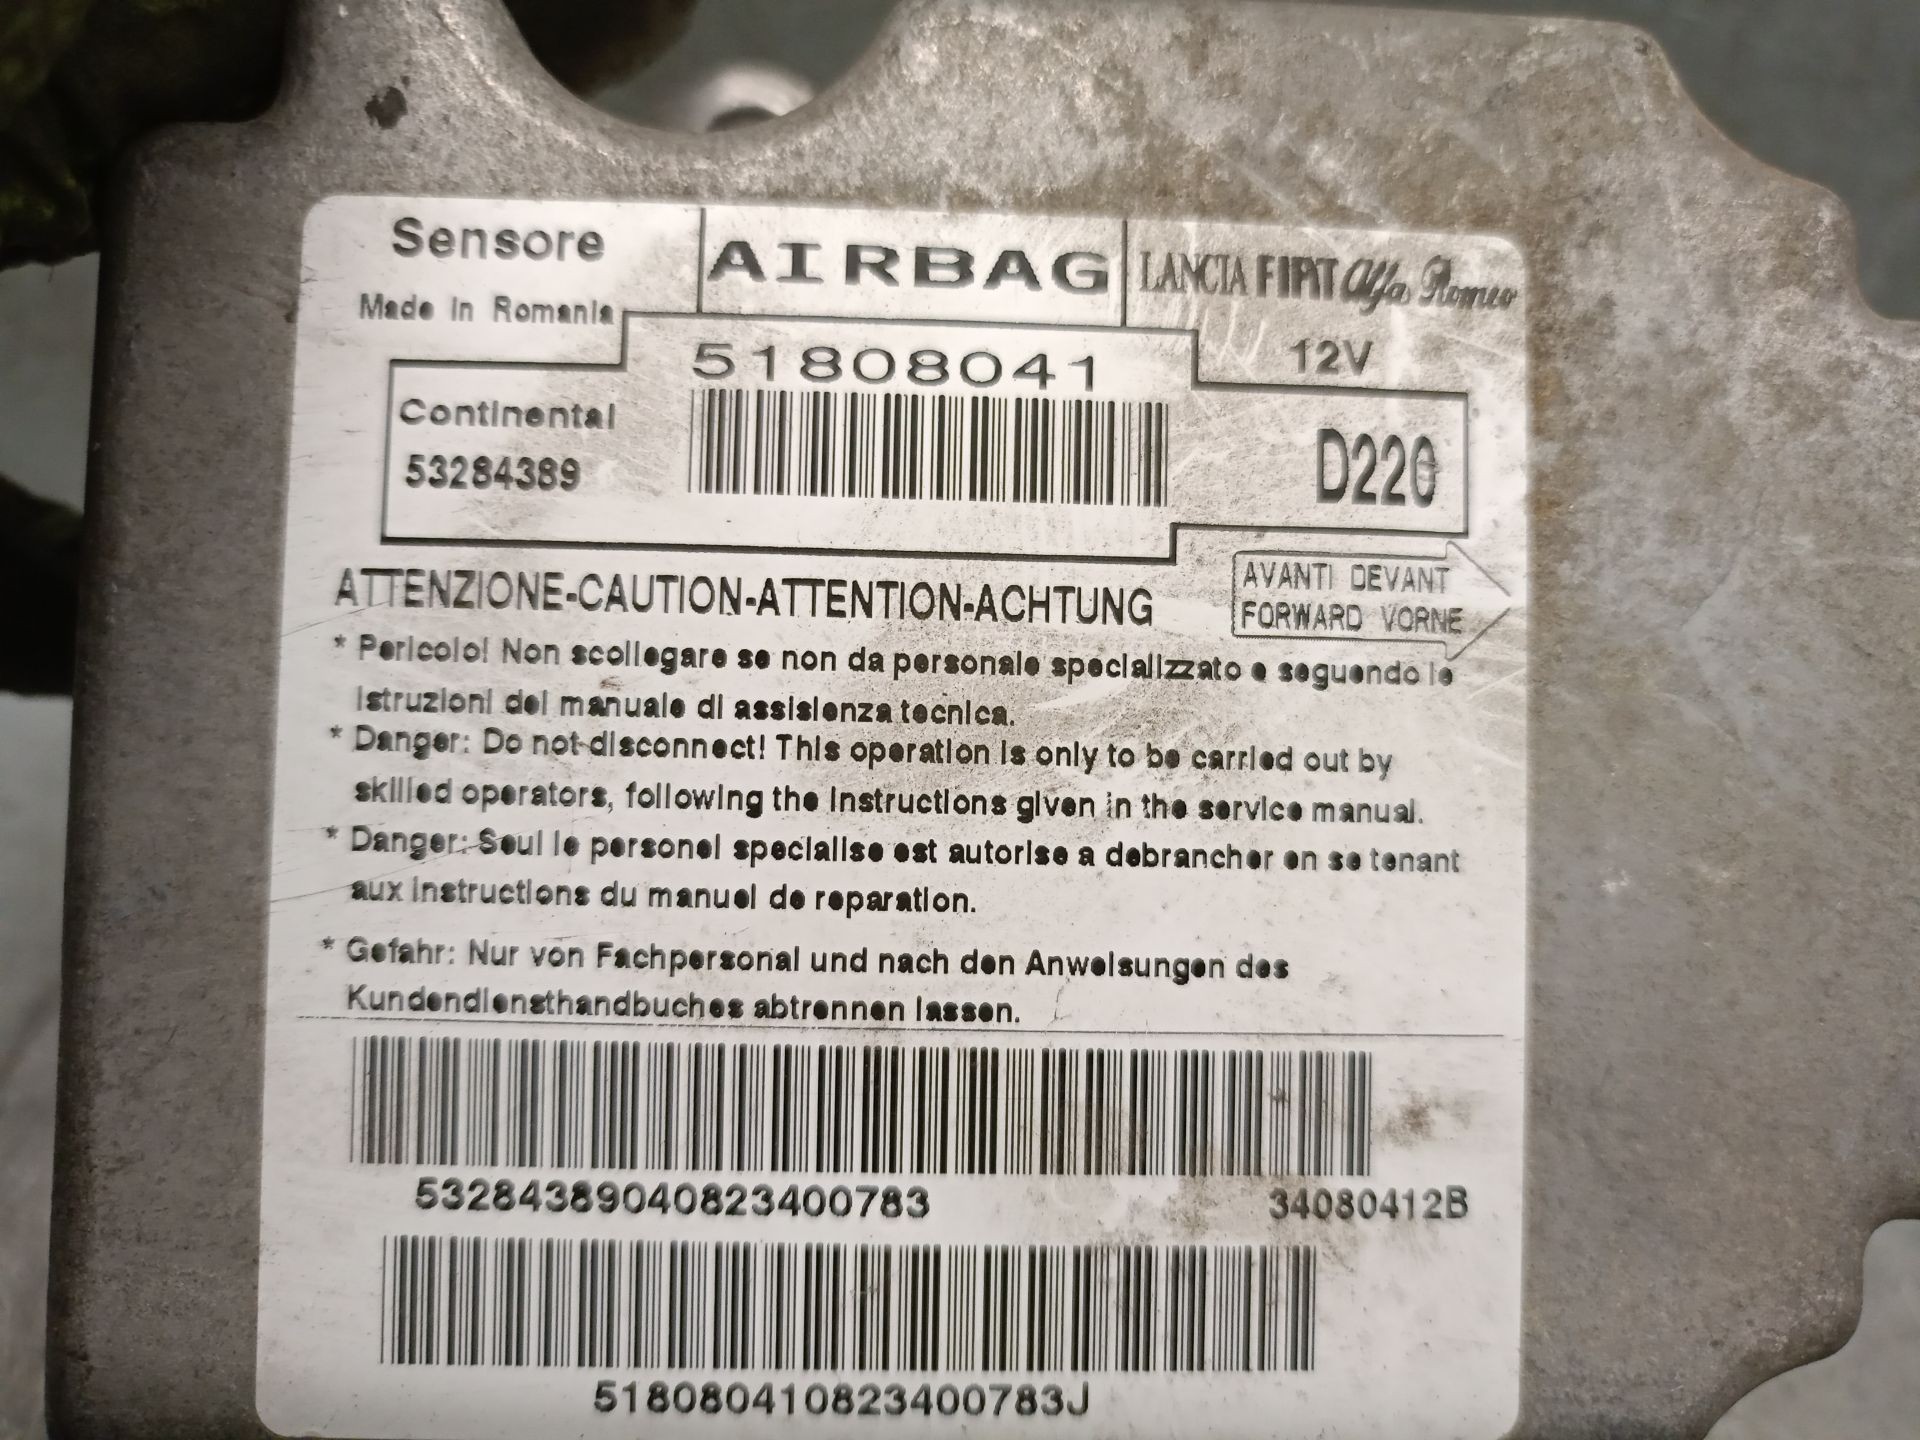 Sensore
AIRBAG
LANCIA FIAT Alfa Romeo
Made in Romania
51808041
12V
Continental
53284389
D220
ATTENZIONE-CAUTION-ATTENTION-ACHTUNG
AVANTI DEVANT
FORWARD VORNE
* Pericolo! Non scollegare se non da personale specializzato e seguendo le
istruzioni del manuale di assistenza tecnica.
* Danger: Do not disconnect! This operation is only to be carried out by
skilled operators, following the instructions given in the service manual.
* Danger: Seul le personel specialise est autorise a debrancher en se tenant
aux instructions du manuel de reparation.
* Gefahr: Nur von Fachpersonal und nach den Anweisungen des
Kundendiensthandbuches abtrennen lassen.
53284389040823400783
34080412B
518080410823400783J